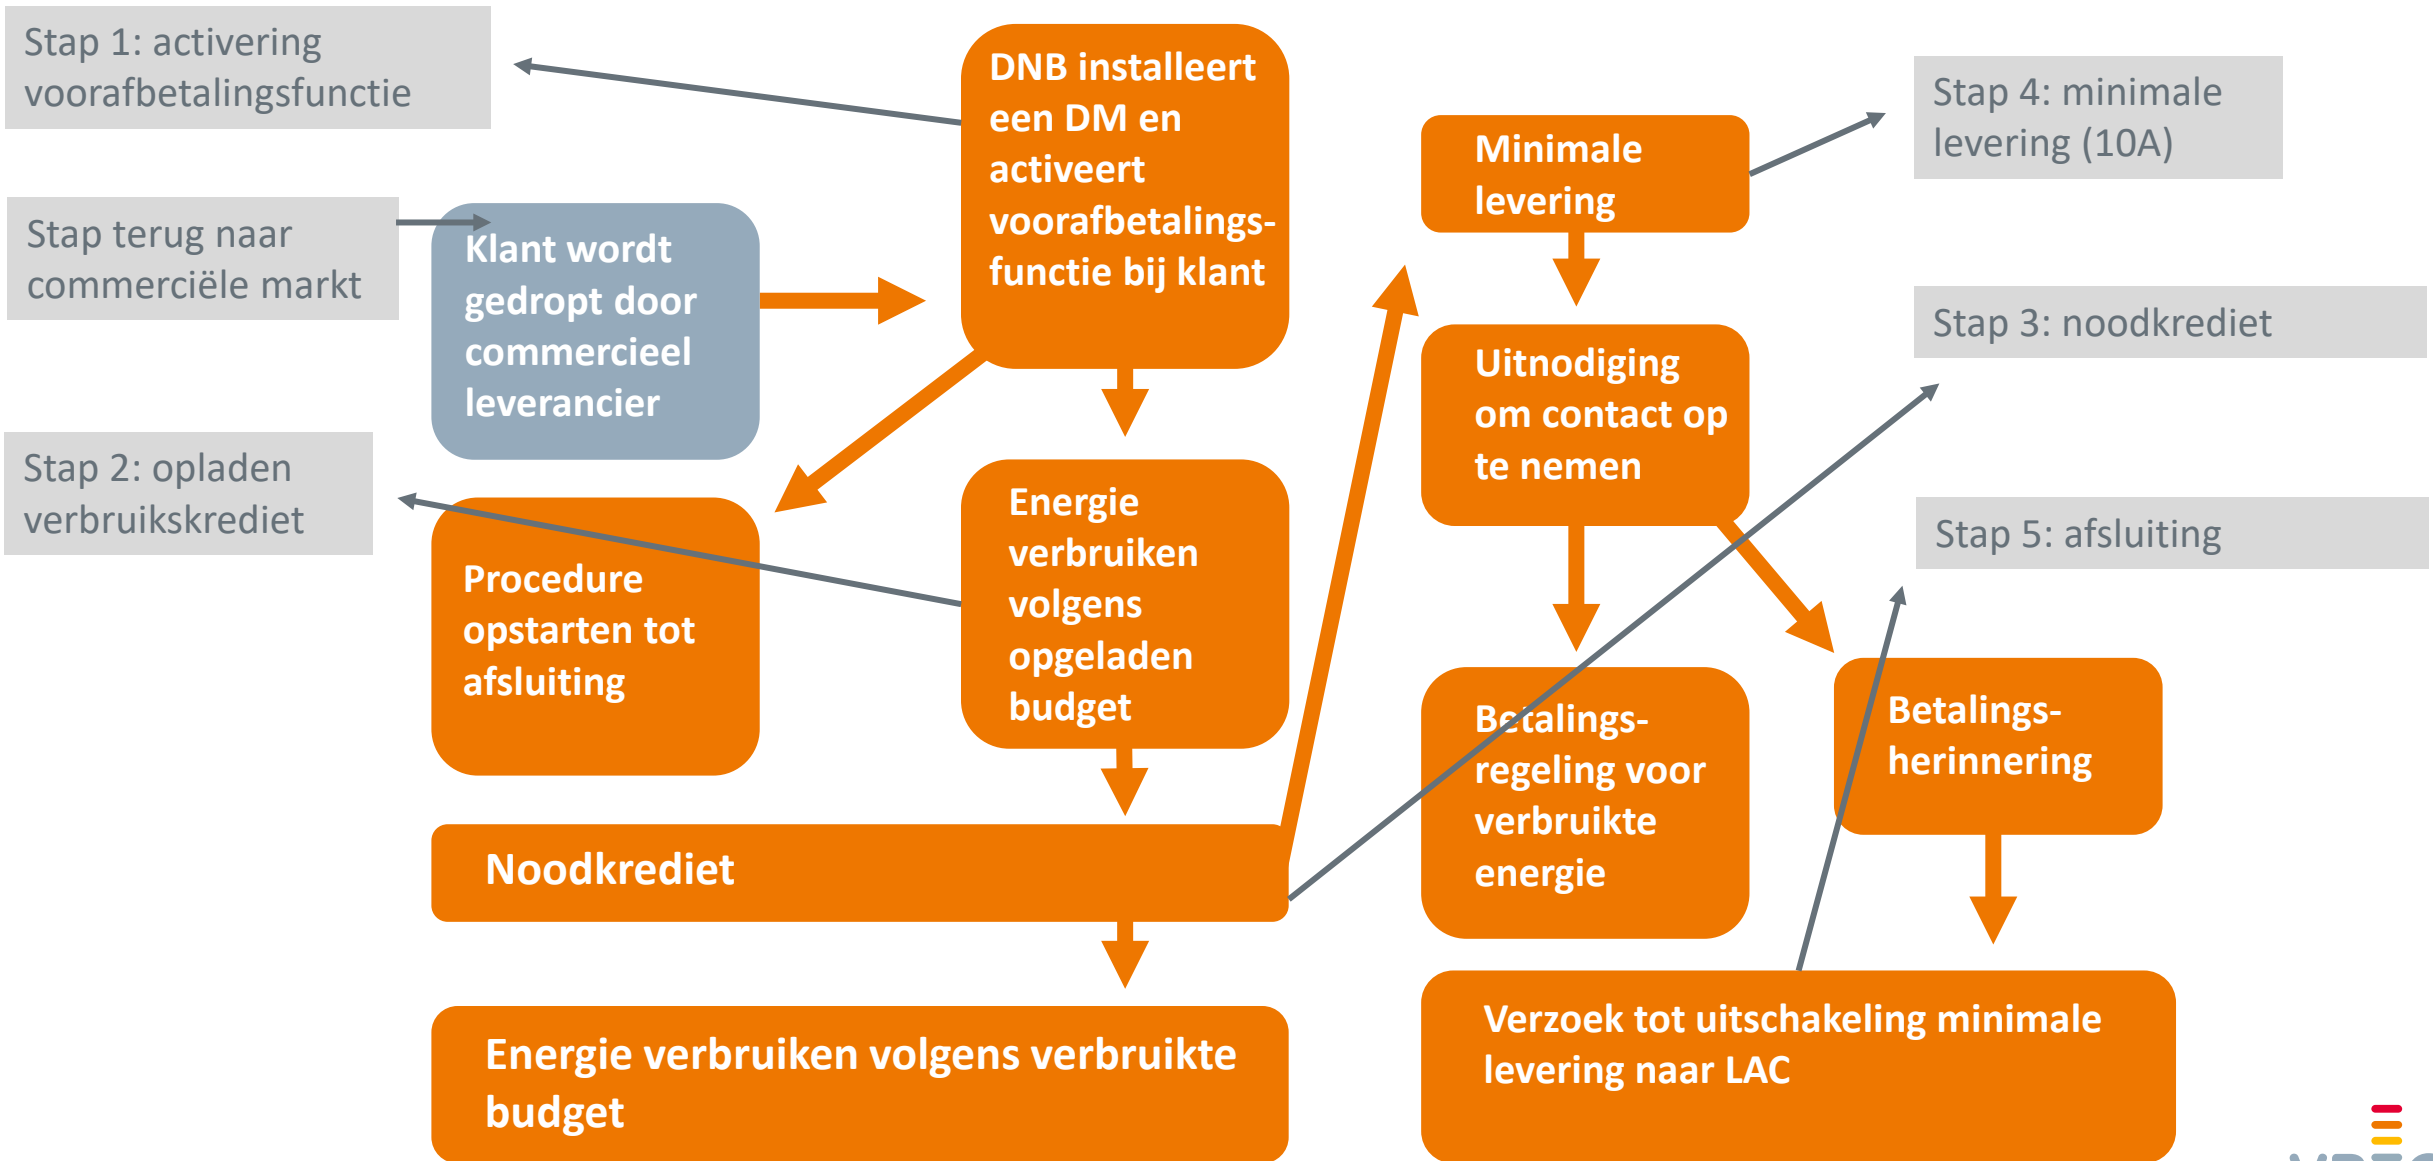 Stap 1: activering
voorafbetalingsfunctie
Stap terug naar
commerciële markt
Stap 2: opladen
verbruikskrediet
Klant wordt
gedropt door
commercieel
leverancier
DNB installeert
een DM en
activeert
voorafbetalings-
functie bij klant
Procedure
opstarten tot
afsluiting
Energie
verbruiken
volgens
opgeladen
budget
Noodkrediet
Energie verbruiken volgens verbruikte
budget
Minimale
levering
Uitnodiging
om contact op
te nemen
Betalings-
regeling voor
verbruikte
energie
Betalings-
herinnering
Verzoek tot uitschakeling minimale
levering naar LAC
Stap 4: minimale
levering (10A)
Stap 3: noodkrediet
Stap 5: afsluiting